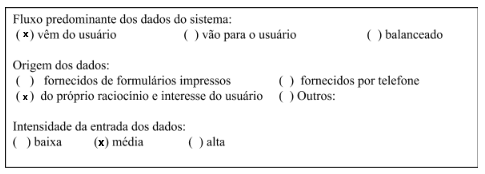 Fluxo predominante dos dados do sistema:
(x) vêm do usuário ( ) vão para o usuário ( ) balanceado
Origem dos dados:
( ) fornecidos de formulários impressos ( ) fornecidos por telefone
(x) do próprio raciocinio e interesse do usuário ( ) Outros:
Intensidade da entrada dos dados:
( ) baixa (x) média ( ) alta